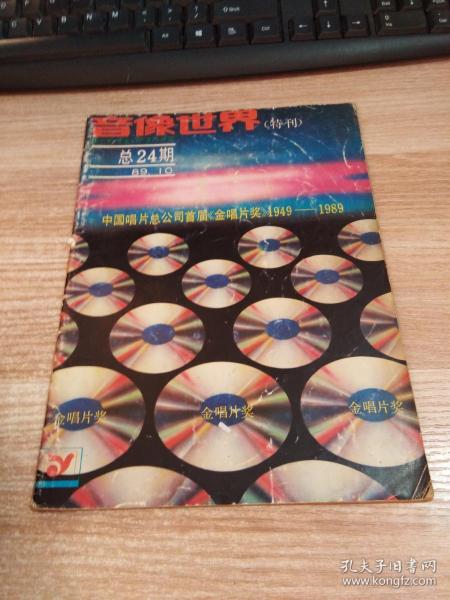 音像世界(特刊)
总24期
89.10
中国唱片总公司首届《金唱片奖》1949——1989
金唱片奖
金唱片奖
金唱片奖
孔夫子旧书网
www.kongfz.com